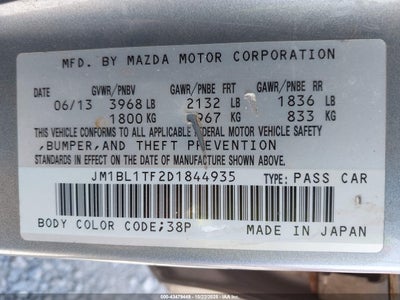 MFD. BY MAZDA MOTOR CORPORATION
DATE GVWR/PNBV GAWR/PNBE FRT GAWR/PNBE RR
06/13 3968 LB 2132 LB 1836 LB
1800 KG 967 KG 833 KG
THIS VEHICLE CONFORMS TO ALL APPLICABLE FEDERAL MOTOR VEHICLE SAFETY
,BUMPER,AND THEFT PREVENTION
STANDARDS IN EFFECT ON THE DATE OF MANUFACTURE SHOWN ABOVE.
JM1BL1TF2D1844935 TYPE: PASS CAR
BODY COLOR CODE;38P MADE IN JAPAN